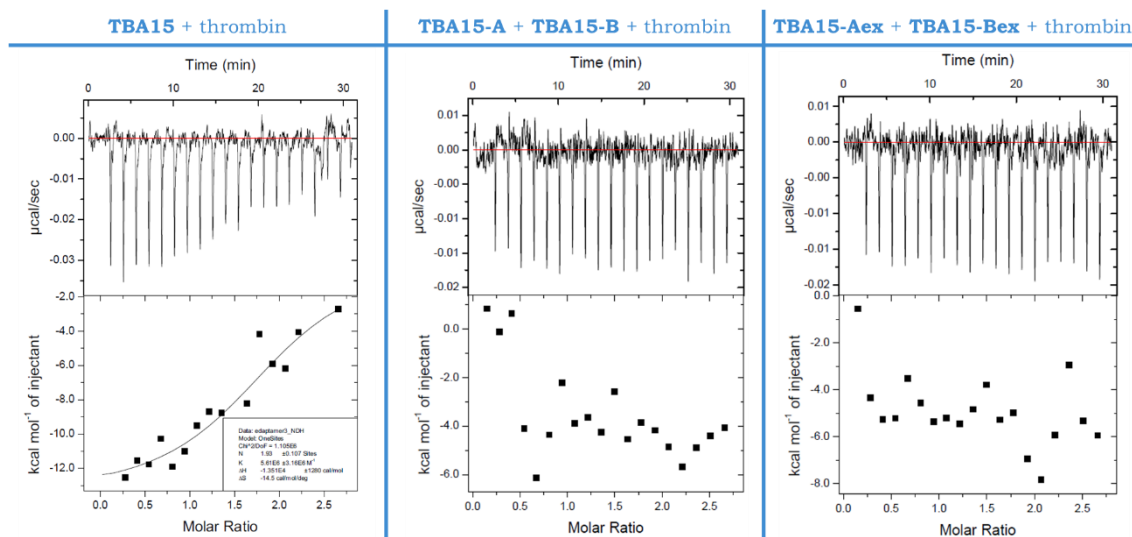 TBA15 + thrombin
Time (min)
0 10 20 30
0.00
-0.01
-0.02
-0.03
µcal/sec
-2.0
-4.0
-6.0
-8.0
-10.0
-12.0
kcal mol⁻¹ of injectant
Data: edaptamer3_NDH
Model: OneSites
Chi^2/DoF = 1.105E6
N 1.93 ±0.107 Sites
K 5.61E6 ±3.16E6 M⁻¹
ΔH -1.351E4 ±1280 cal/mol
ΔS -14.5 cal/mol/deg
0.0 0.5 1.0 1.5 2.0 2.5
Molar Ratio
TBA15-A + TBA15-B + thrombin
Time (min)
0 10 20 30
0.01
0.00
-0.00
-0.01
-0.01
-0.02
µcal/sec
0.0
-2.0
-4.0
-6.0
kcal mol⁻¹ of injectant
0.0 0.5 1.0 1.5 2.0 2.5
Molar Ratio
TBA15-Aex + TBA15-Bex + thrombin
Time (min)
0 10 20 30
0.01
0.00
-0.00
-0.01
-0.01
-0.02
µcal/sec
0.0
-2.0
-4.0
-6.0
-8.0
kcal mol⁻¹ of injectant
0.0 0.5 1.0 1.5 2.0 2.5
Molar Ratio